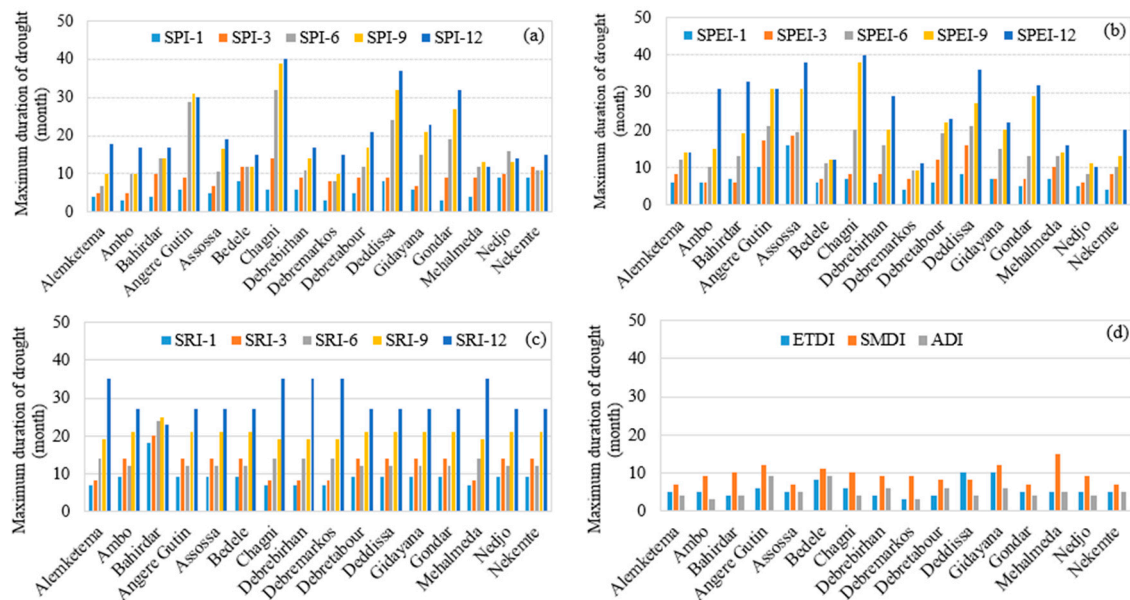 Maximum duration of drought
(month)
50
40
30
20
10
0
SPI-1 SPI-3 SPI-6 SPI-9 SPI-12 (a)
Alemketema Ambo Bahirdar Angere Gutin Assossa Bedele Chagni Debrebirhan Debremarkos Debretabour Deddissa Gidayana Gondar Mehalmeda Nedjo Nekemte
Maximum duration of drought
(month)
50
40
30
20
10
0
SPEI-1 SPEI-3 SPEI-6 SPEI-9 SPEI-12 (b)
Alemketema Ambo Bahirdar Angere Gutin Assossa Bedele Chagni Debrebirhan Debremarkos Debretabour Deddissa Gidayana Gondar Mehalmeda Nedjo Nekemte
Maximum duration of drought
(month)
50
40
30
20
10
0
SRI-1 SRI-3 SRI-6 SRI-9 SRI-12 (c)
Alemketema Ambo Bahirdar Angere Gutin Assossa Bedele Chagni Debrebirhan Debremarkos Debretabour Deddissa Gidayana Gondar Mehalmeda Nedjo Nekemte
Maximum duration of drought
(month)
50
40
30
20
10
0
ETDI SMDI ADI (d)
Alemketema Ambo Bahirdar Angere Gutin Assossa Bedele Chagni Debrebirhan Debremarkos Debretabour Deddissa Gidayana Gondar Mehalmeda Nedjo Nekemte